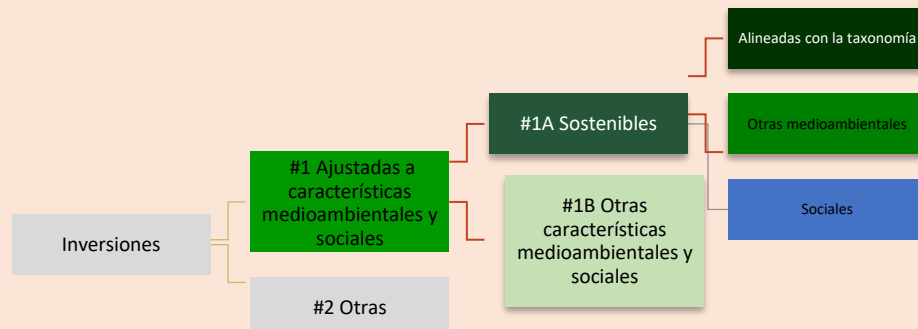 Inversiones
#1 Ajustadas a
características
medioambientales y
sociales
#2 Otras
#1A Sostenibles
#1B Otras
características
medioambientales y
sociales
Alineadas con la taxonomía
Otras medioambientales
Sociales